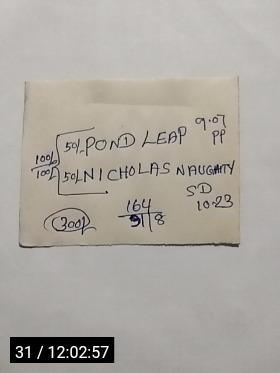 9.07
50/- POND LEAP PP
100/-
100/- 50/- NICHOLAS NAUGHTY
SD
10.23
300/-
164
91/8
31 / 12:02:57